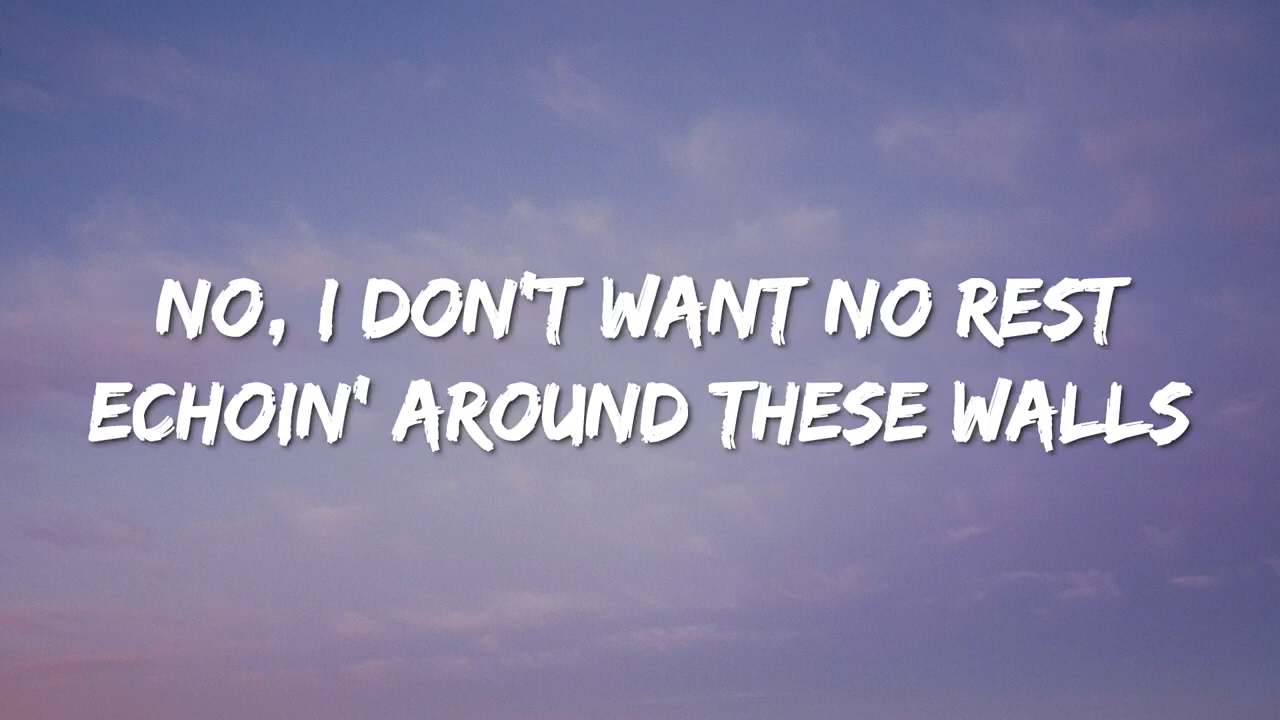 NO, I DON'T WANT NO REST
ECHOIN' AROUND THESE WALLS